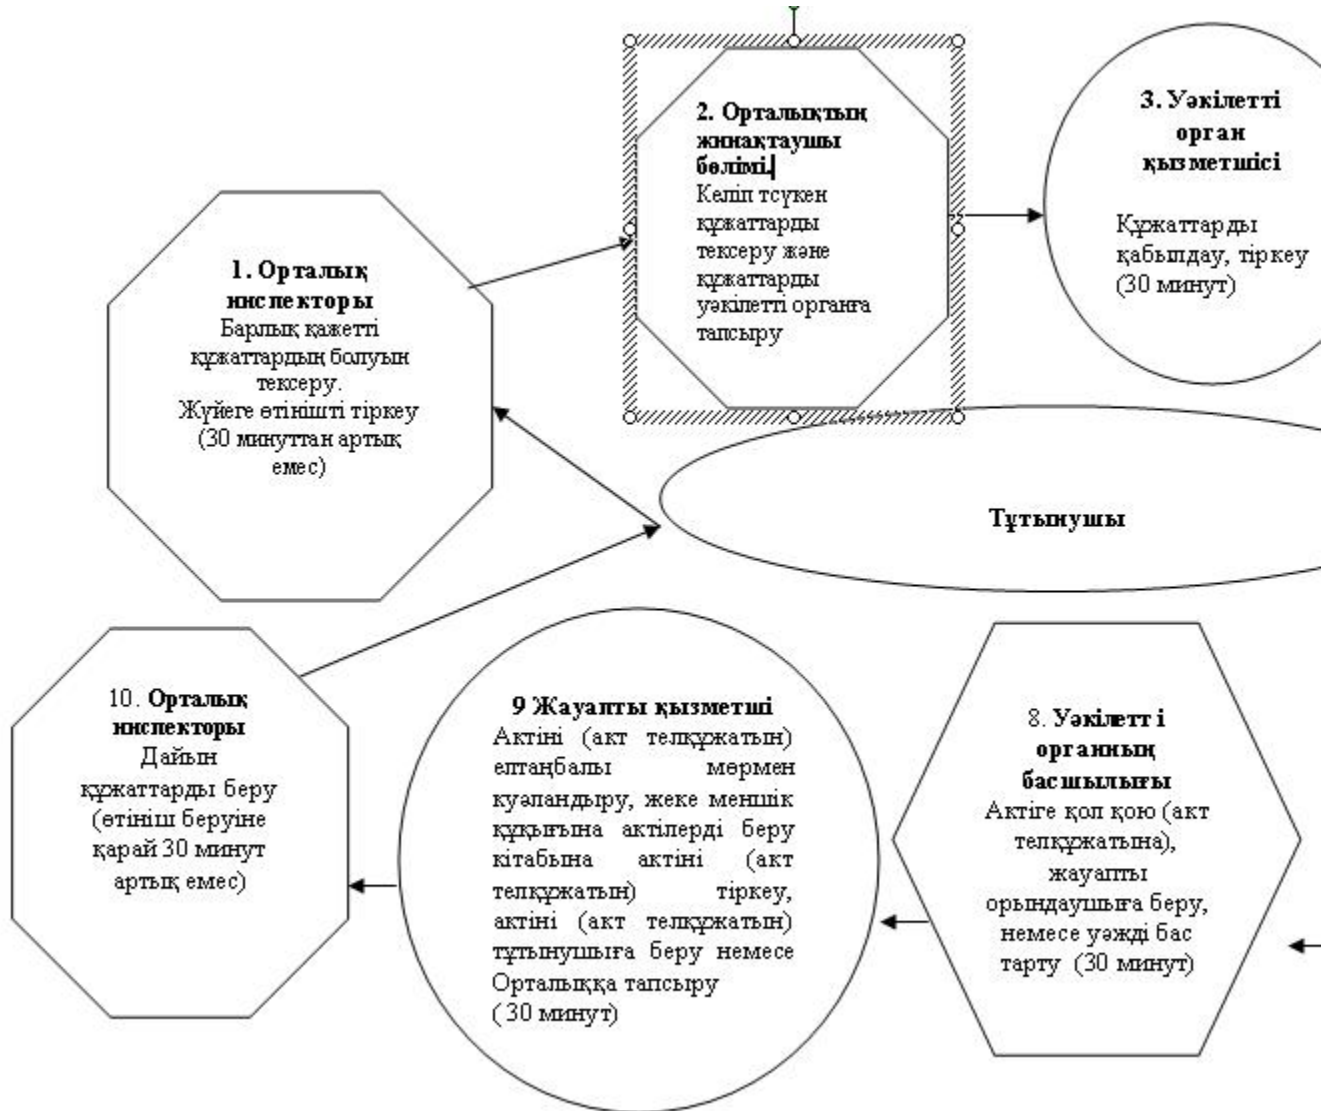 1. Орталық
инспекторы
Барлық қажетті
құжаттардың болуын
тексеру.
Жүйеге өтінішті тіркеу
(30 минуттан артық
емес)
2. Орталықтың
жинақтаушы
бөлімі.
Келіп тсүкен
құжаттарды
тексеру және
құжаттарды
уәкілетті органға
тапсыру
3. Уәкілетті
орган
қызметшісі
Құжаттарды
қабылдау, тіркеу
(30 минут)
Тұтынушы
10. Орталық
инспекторы
Дайын
құжаттарды беру
(өтініш беруіне
қарай 30 минут
артық емес)
9 Жауапты қызметші
Актіні (акт телқұжатын)
елтаңбалы мөрмен
куәландыру, жеке меншік
құқығына актілерді беру
кітабына актіні (акт
телқұжатын) тіркеу,
актіні (акт телқұжатын)
тұтынушыға беру немесе
Орталыққа тапсыру
( 30 минут)
8. Уәкілетт і
органның
басшылығы
Актіге қол қою (акт
телқұжатына),
жауапты
орындаушыға беру,
немесе уәжді бас
тарту (30 минут)